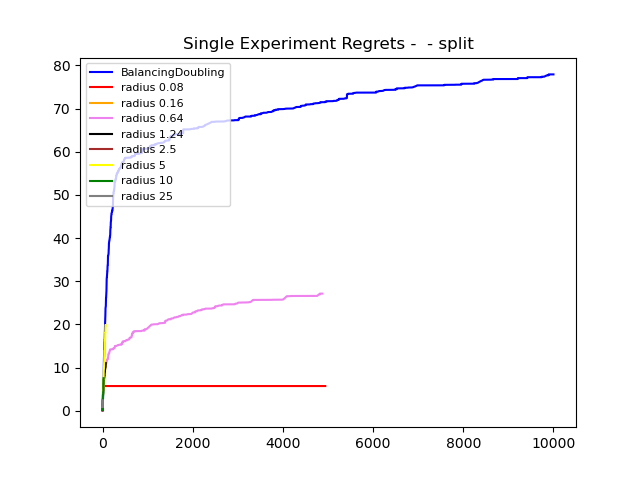 Single Experiment Regrets -  - split
80
70
60
50
40
30
20
10
0
BalancingDoubling
radius 0.08
radius 0.16
radius 0.64
radius 1.24
radius 2.5
radius 5
radius 10
radius 25
0 2000 4000 6000 8000 10000